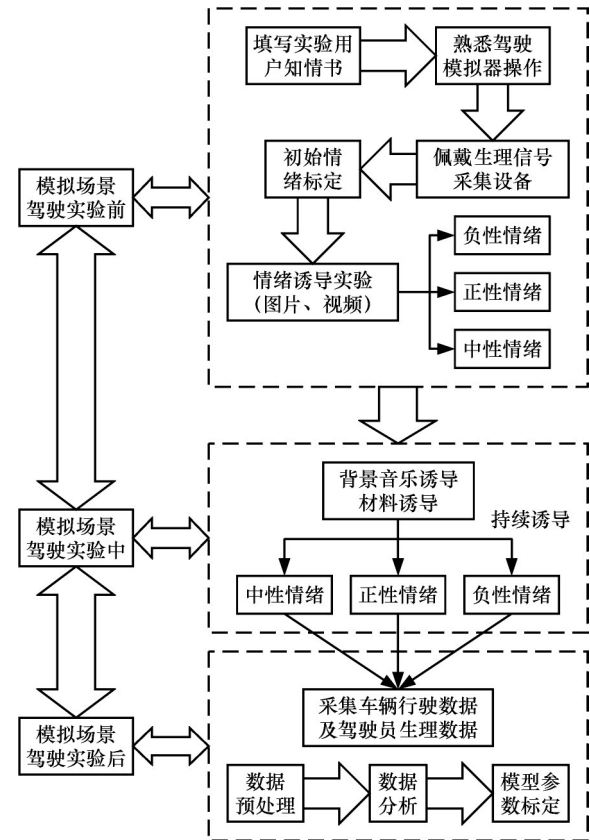 填写实验用
户知情书
熟悉驾驶
模拟器操作
初始情
绪标定
佩戴生理信号
采集设备
模拟场景
驾驶实验前
情绪诱导实验
(图片、视频)
负性情绪
正性情绪
中性情绪
背景音乐诱导
材料诱导
持续诱导
模拟场景
驾驶实验中
中性情绪
正性情绪
负性情绪
采集车辆行驶数据
及驾驶员生理数据
模拟场景
驾驶实验后
数据
预处理
数据
分析
模型参
数标定